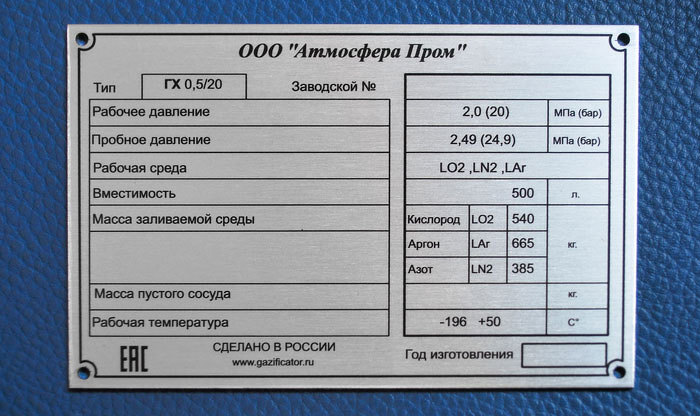 ООО "Атмосфера Пром"
Тип ГХ 0,5/20 Заводской №
Рабочее давление 2,0 (20) МПа (бар)
Пробное давление 2,49 (24,9) МПа (бар)
Рабочая среда LO2 ,LN2 ,LAr
Вместимость 500 л.
Масса заливаемой среды Кислород LO2 540
Аргон LAr 665 кг.
Азот LN2 385
Масса пустого сосуда кг.
Рабочая температура -196 +50 С°
ЕАС СДЕЛАНО В РОССИИ Год изготовления
www.gazificator.ru